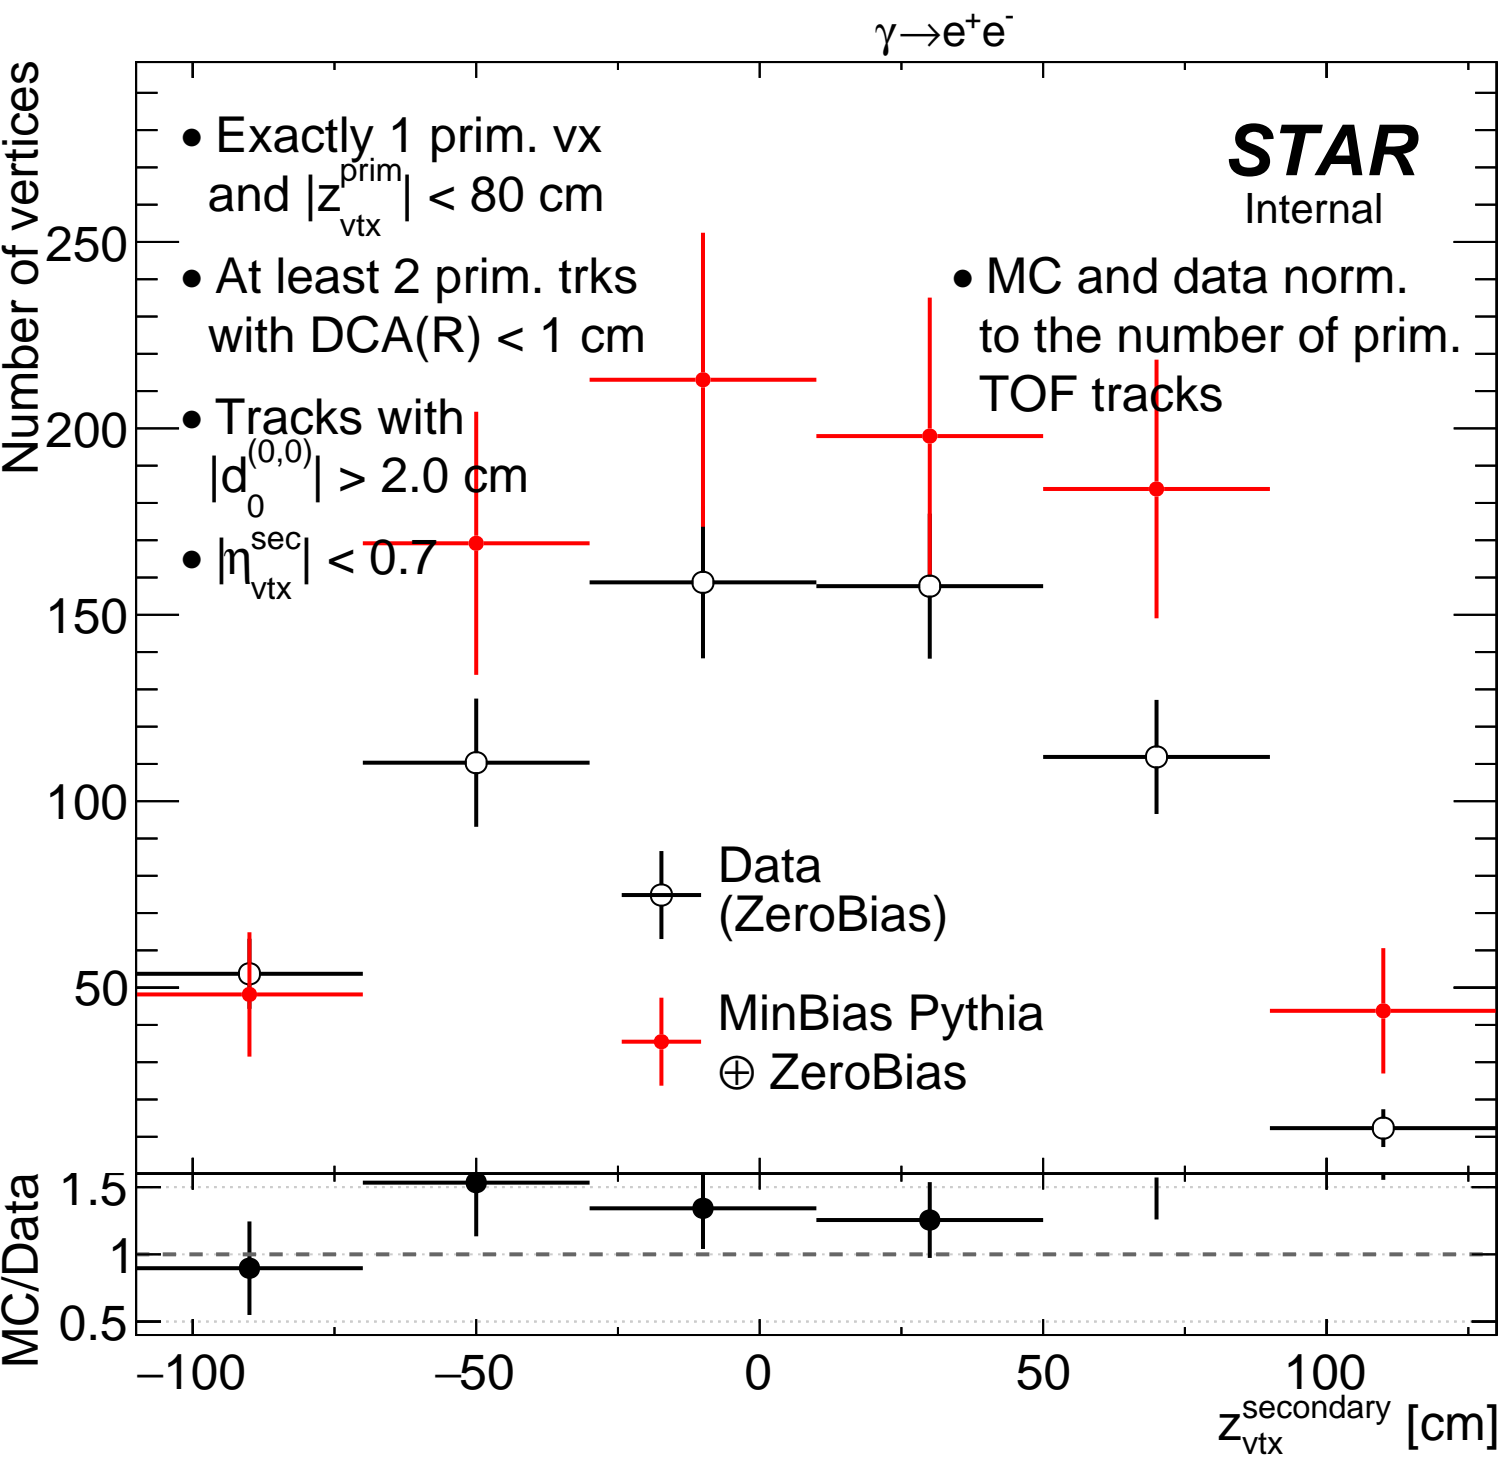 γ→e⁺e⁻
Number of vertices
• Exactly 1 prim. vx
and |z_vtx^prim| < 80 cm
• At least 2 prim. trks
with DCA(R) < 1 cm
• Tracks with
|d_0^(0,0)| > 2.0 cm
• |η_vtx^sec| < 0.7
STAR
Internal
• MC and data norm.
to the number of prim.
TOF tracks
250
200
150
100
50
Data
(ZeroBias)
MinBias Pythia
⊕ ZeroBias
MC/Data
1.5
1
0.5
−100 −50 0 50 100
z_vtx^secondary [cm]